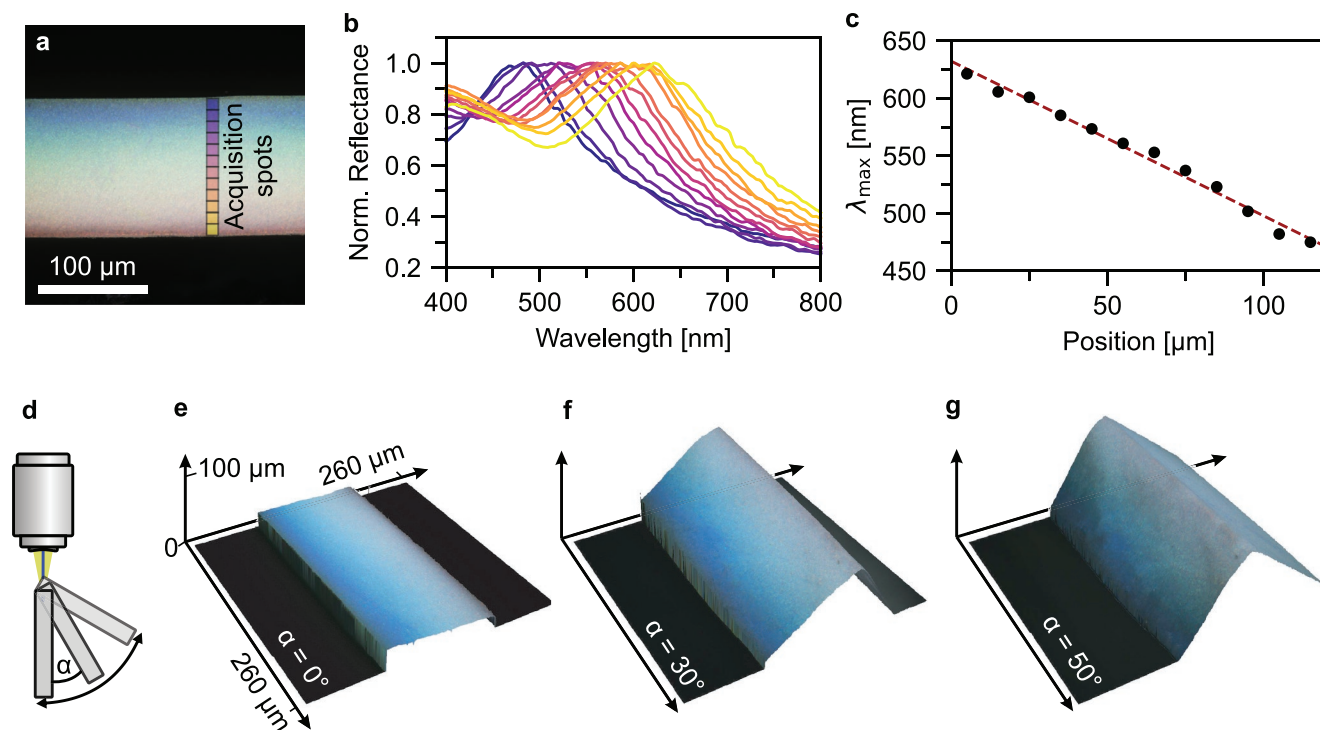 a
Acquisition
spots
100 µm
b
Norm. Reflectance
1.0
0.8
0.6
0.4
0.2
400
500
600
700
800
Wavelength [nm]
c
λmax [nm]
650
600
550
500
450
0
50
100
Position [µm]
d
α
e
100 µm
260 µm
0
α = 0°
260 µm
f
α = 30°
g
α = 50°